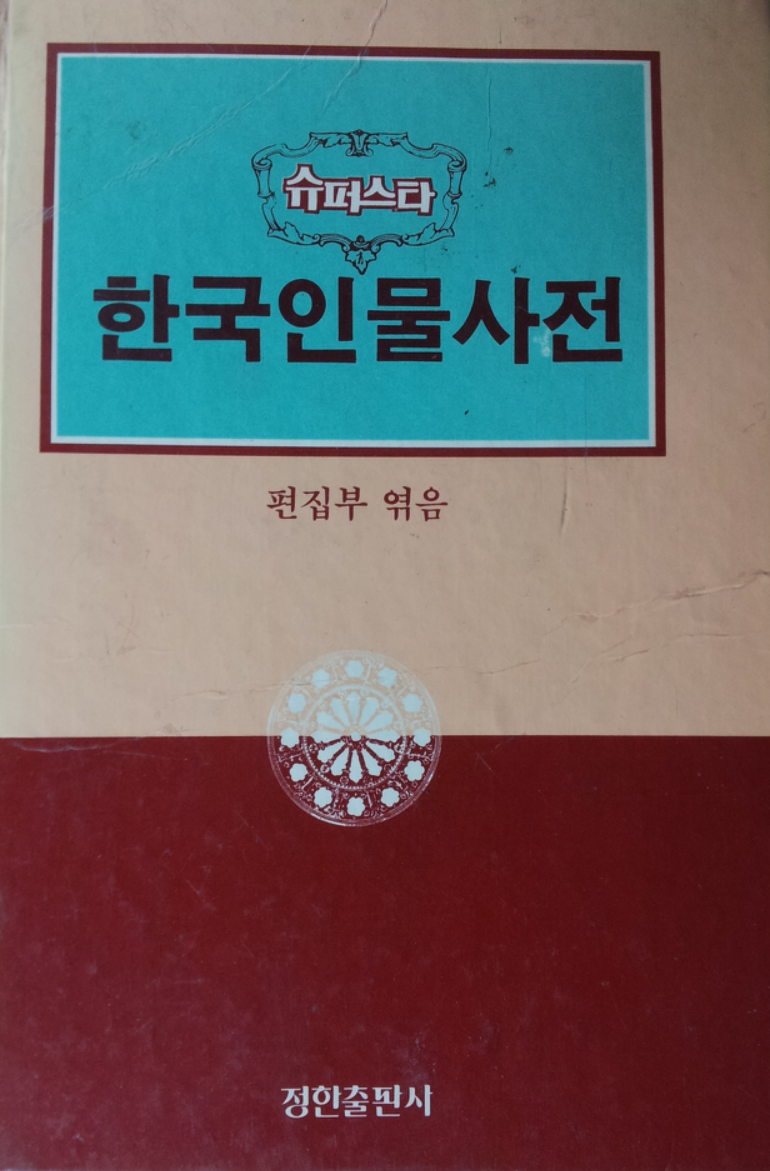 슈퍼스타
한국인물사전
편집부 엮음
정한출판사